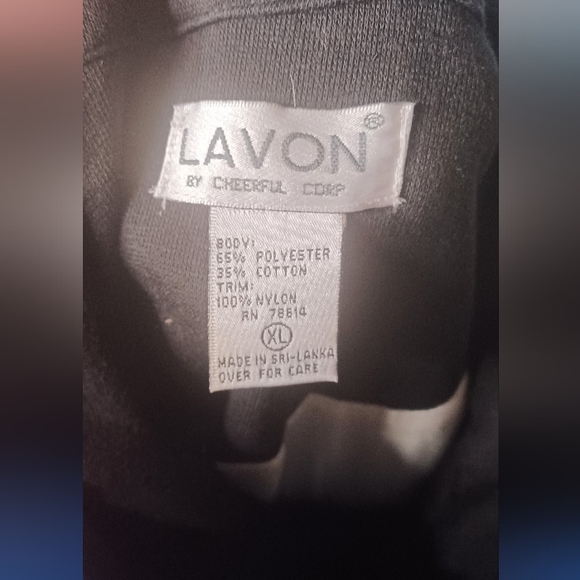 LAVON®
BY CHEERFUL CORP
BODY:
65% POLYESTER
35% COTTON
TRIM:
100% NYLON
RN 78614
XL
MADE IN SRI-LANKA
OVER FOR CARE